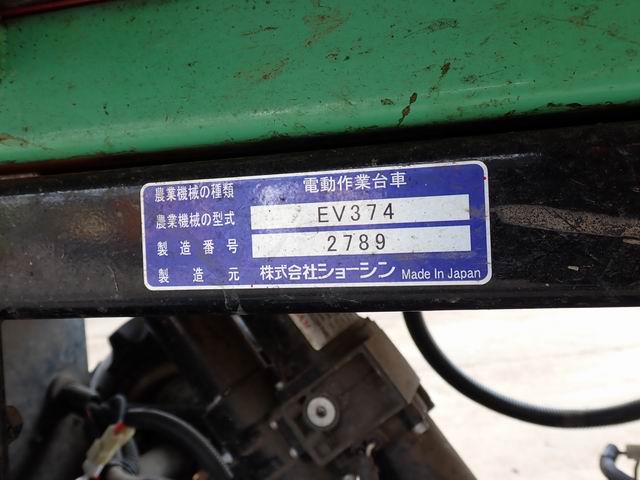 農業機械の種類 電動作業台車
農業機械の型式 EV374
製造番号 2789
製造元 株式会社ショーシン Made In Japan